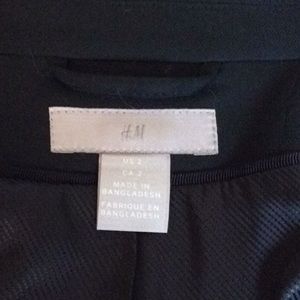 H&M
US 2
CA 2
MADE IN
BANGLADESH
FABRIQUÉ EN
BANGLADESH